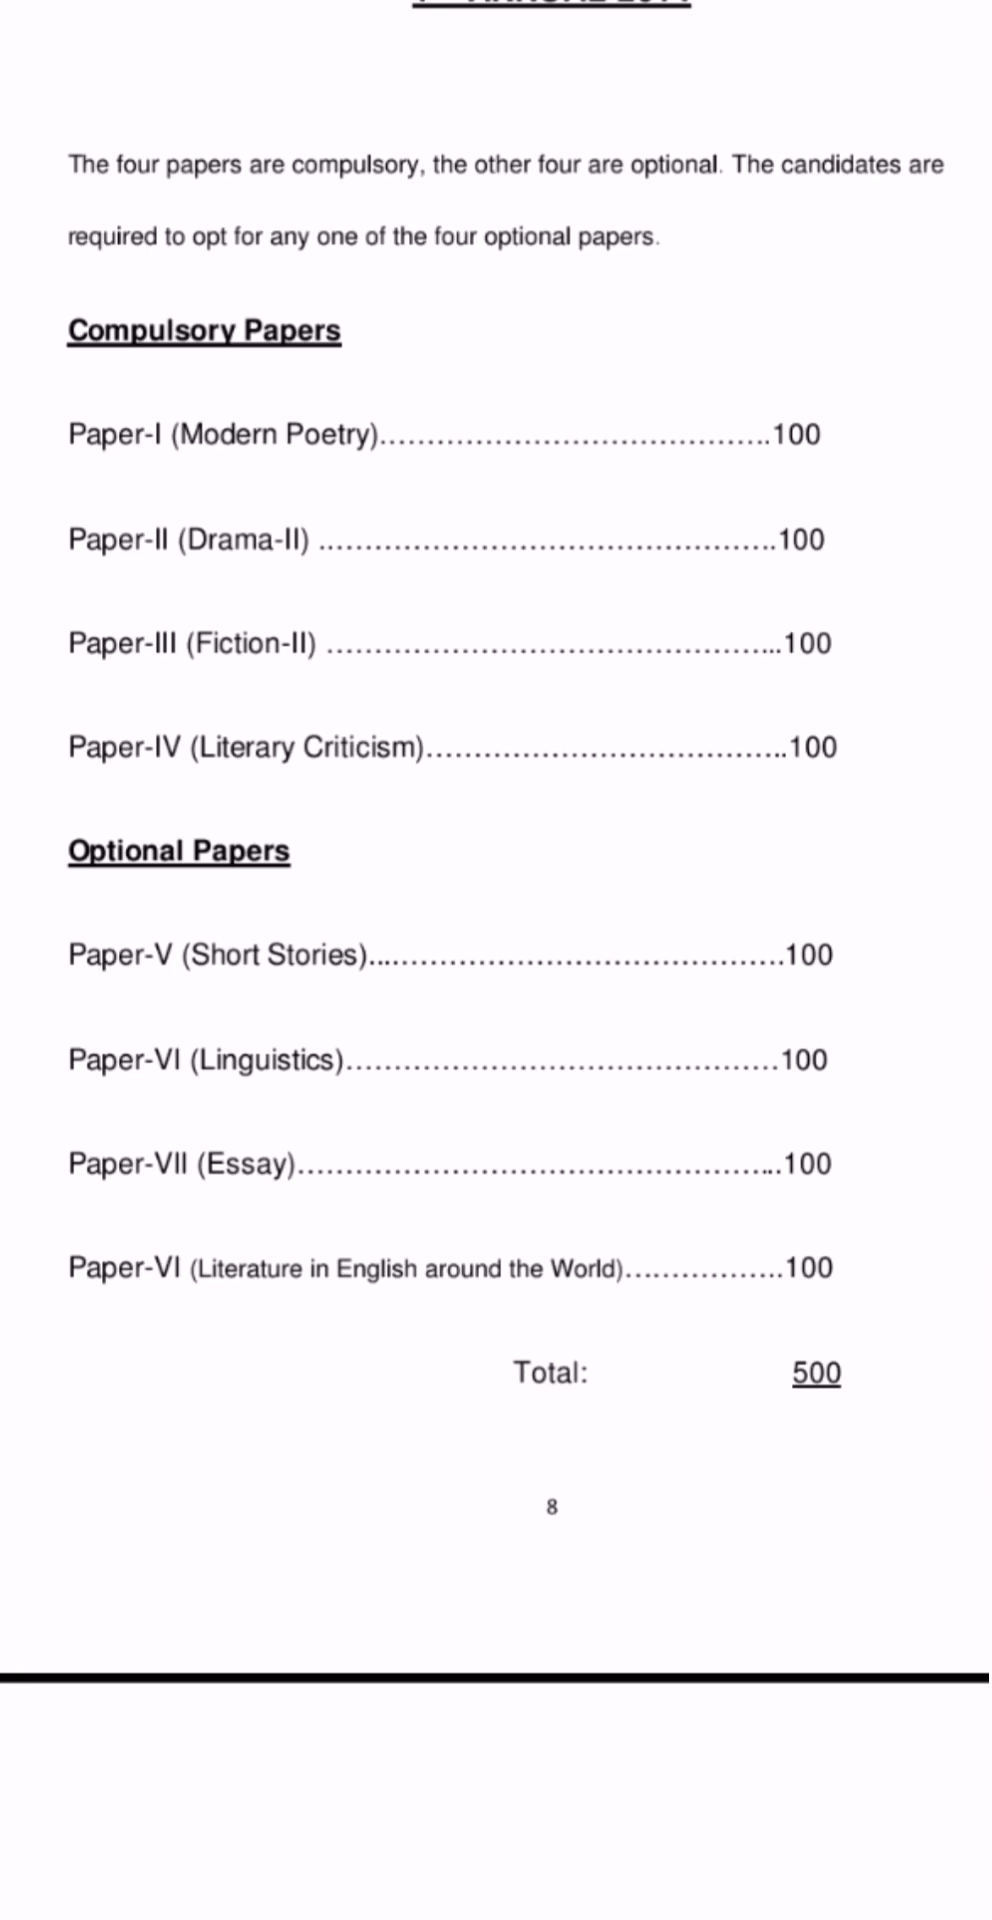 The four papers are compulsory, the other four are optional. The candidates are
required to opt for any one of the four optional papers.
Compulsory Papers
Paper-I (Modern Poetry)..........................................100
Paper-II (Drama-II) ................................................100
Paper-III (Fiction-II) ................................................100
Paper-IV (Literary Criticism).......................................100
Optional Papers
Paper-V (Short Stories)............................................100
Paper-VI (Linguistics)..............................................100
Paper-VII (Essay)...................................................100
Paper-VI (Literature in English around the World).................100
Total: 500
8